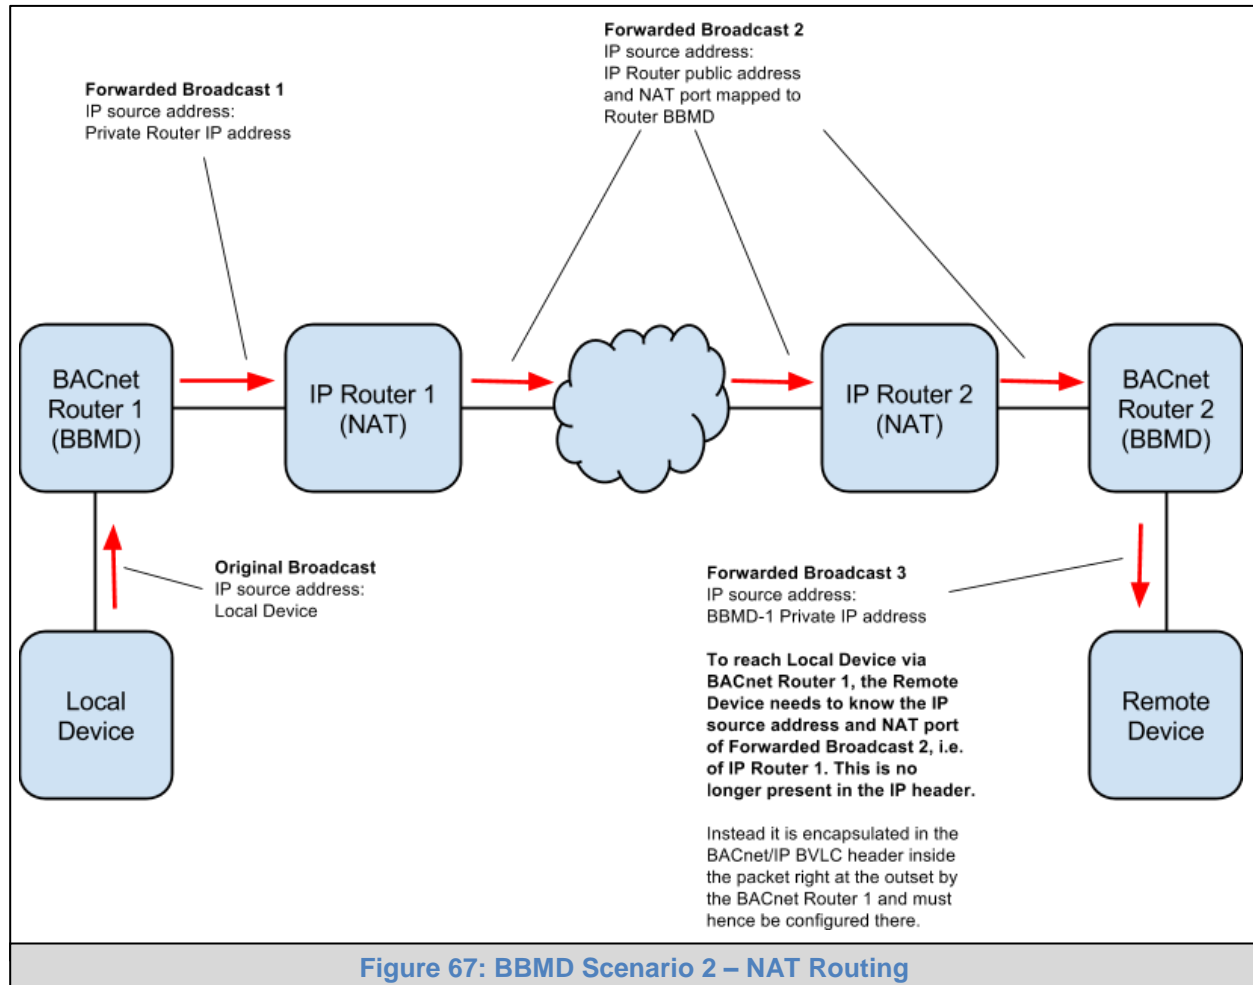 Forwarded Broadcast 2
IP source address:
IP Router public address
and NAT port mapped to
Router BBMD
Forwarded Broadcast 1
IP source address:
Private Router IP address
BACnet
Router 1
(BBMD)
IP Router 1
(NAT)
IP Router 2
(NAT)
BACnet
Router 2
(BBMD)
Original Broadcast
IP source address:
Local Device
Forwarded Broadcast 3
IP source address:
BBMD-1 Private IP address
Local
Device
To reach Local Device via
BACnet Router 1, the Remote
Device needs to know the IP
source address and NAT port
of Forwarded Broadcast 2, i.e.
of IP Router 1. This is no
longer present in the IP header.
Remote
Device
Instead it is encapsulated in the
BACnet/IP BVLC header inside
the packet right at the outset by
the BACnet Router 1 and must
hence be configured there.
Figure 67: BBMD Scenario 2 – NAT Routing